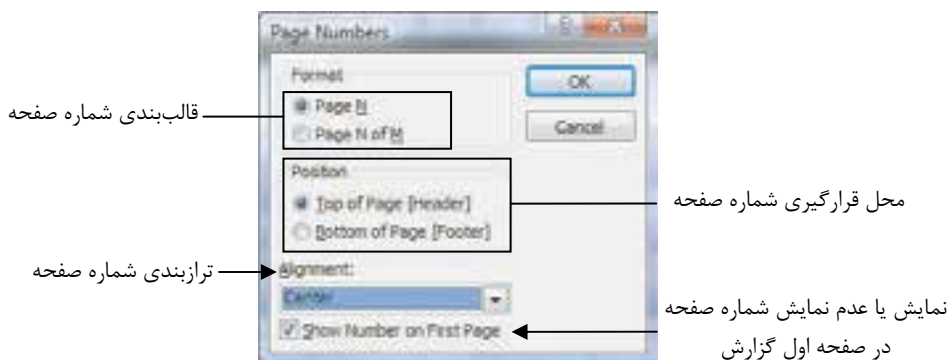 Page Numbers
Format
Page N
Page N of M
OK
Cancel
قالب‌بندی شماره صفحه
Position
Top of Page [Header]
Bottom of Page [Footer]
محل قرارگیری شماره صفحه
Alignment:
ترازبندی شماره صفحه
Center
Show Number on First Page
نمایش یا عدم نمایش شماره صفحه
در صفحه اول گزارش